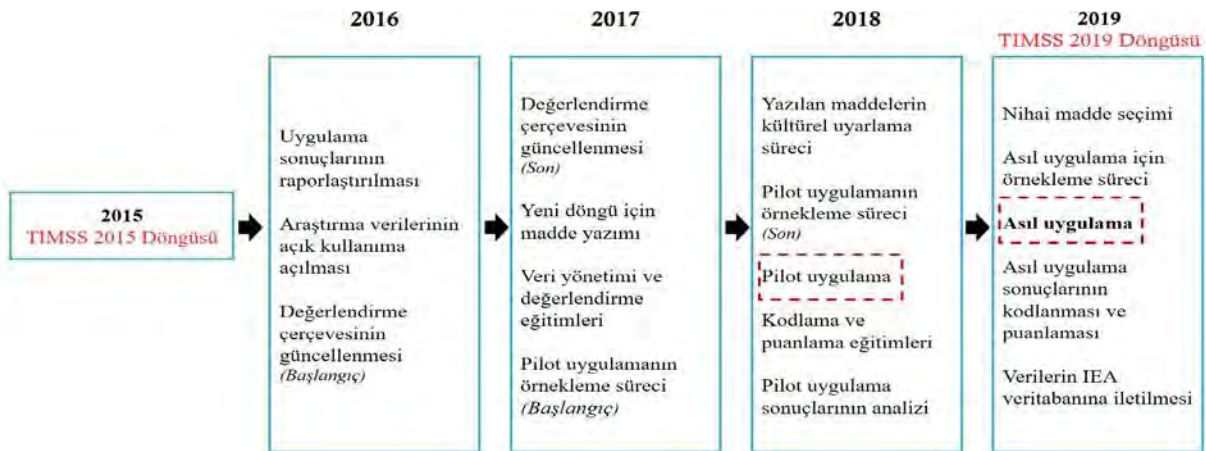 2015
TIMSS 2015 Döngüsü
2016
Uygulama
sonuçlarının
raporlaştırılması
Araştırma verilerinin
açık kullanıma
açılması
Değerlendirme
çerçevesinin
güncellenmesi
(Başlangıç)
2017
Değerlendirme
çerçevesinin
güncellenmesi
(Son)
Yeni döngü için
madde yazımı
Veri yönetimi ve
değerlendirme
eğitimleri
Pilot uygulamanın
örnekleme süreci
(Başlangıç)
2018
Yazılan maddelerin
kültürel uyarlama
süreci
Pilot uygulamanın
örnekleme süreci
(Son)
Pilot uygulama
Kodlama ve
puanlama eğitimleri
Pilot uygulama
sonuçlarının analizi
2019
TIMSS 2019 Döngüsü
Nihai madde seçimi
Asıl uygulama için
örnekleme süreci
Asıl uygulama
Asıl uygulama
sonuçlarının
kodlanması ve
puanlaması
Verilerin IEA
veritabanına iletilmesi